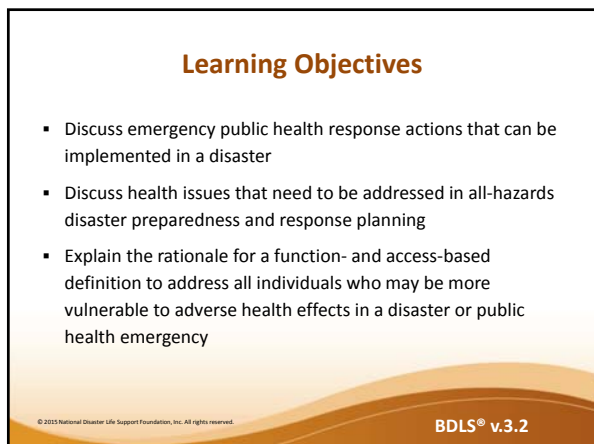 Learning Objectives
▪ Discuss emergency public health response actions that can be
implemented in a disaster
▪ Discuss health issues that need to be addressed in all-hazards
disaster preparedness and response planning
▪ Explain the rationale for a function- and access-based
definition to address all individuals who may be more
vulnerable to adverse health effects in a disaster or public
health emergency
© 2015 National Disaster Life Support Foundation, Inc. All rights reserved.
BDLS® v.3.2